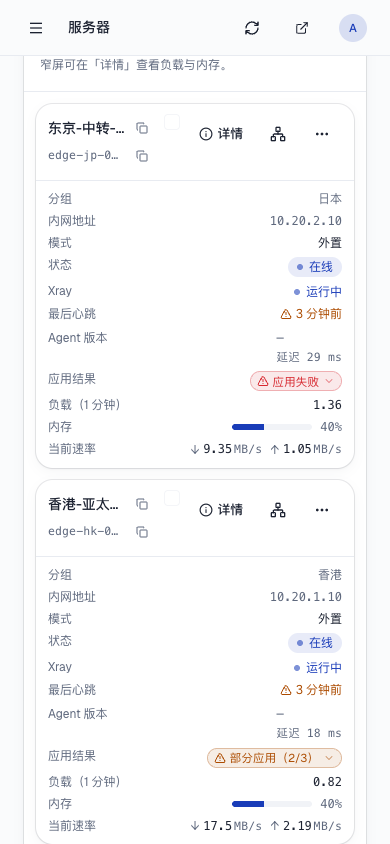 服务器
A
窄屏可在「详情」查看负载与内存。
东京-中转-…
详情
edge-jp-0…
分组 日本
内网地址 10.20.2.10
模式 外置
状态 在线
Xray 运行中
最后心跳 3 分钟前
Agent 版本 —
延迟 29 ms
应用结果 应用失败
负载（1 分钟） 1.36
内存 40%
当前速率 ↓ 9.35 MB/s ↑ 1.05 MB/s
香港-亚太…
详情
edge-hk-0…
分组 香港
内网地址 10.20.1.10
模式 外置
状态 在线
Xray 运行中
最后心跳 3 分钟前
Agent 版本 —
延迟 18 ms
应用结果 部分应用（2/3）
负载（1 分钟） 0.82
内存 40%
当前速率 ↓ 17.5 MB/s ↑ 2.19 MB/s